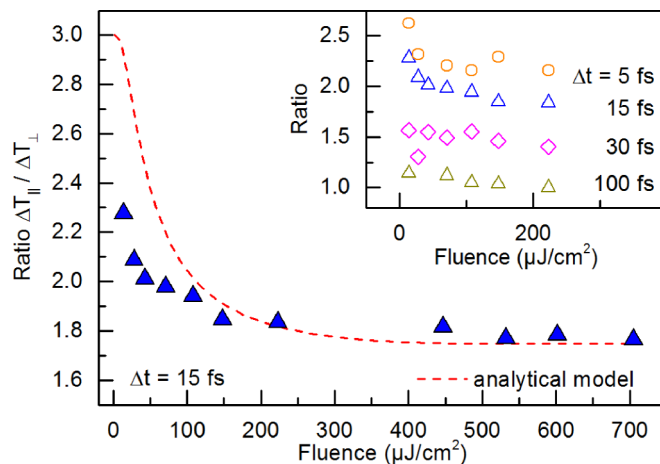 3.0
2.8
2.6
2.4
2.2
2.0
1.8
1.6
Ratio ΔT∥ / ΔT⊥
0 100 200 300 400 500 600 700
Fluence (µJ/cm²)
Δt = 15 fs
analytical model
2.5
2.0
1.5
1.0
Ratio
0 200
Fluence (µJ/cm²)
Δt = 5 fs
15 fs
30 fs
100 fs